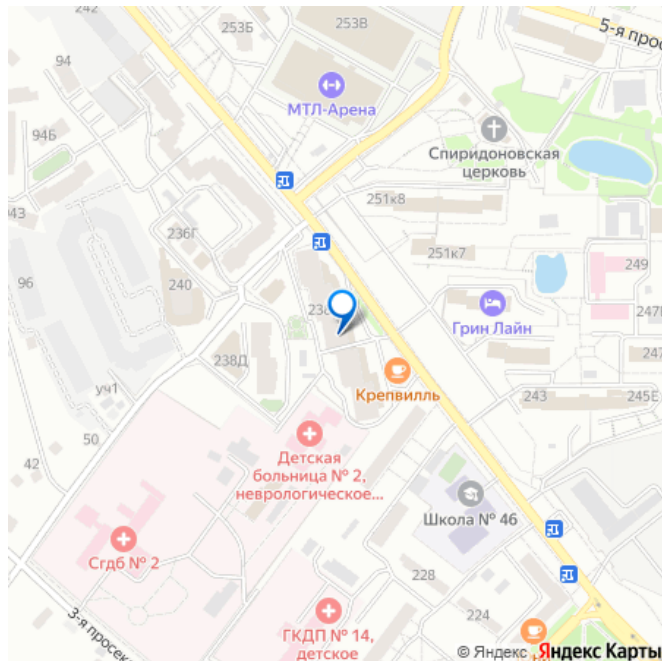 242
253Б
253В
5-я прос
94
МТЛ-Арена
94Б
Спиридоновская
церковь
251к8
243
236Г
251к7
249
96
240
238
Грин Лайн
247
238Д
Крепвилль
уч1
243
245Е
50
Детская
больница № 2,
неврологическое...
42
Школа № 46
Сгдб № 2
228
224
3-я просек
ГКДП № 14,
детское
© Яндекс Яндекс Карты